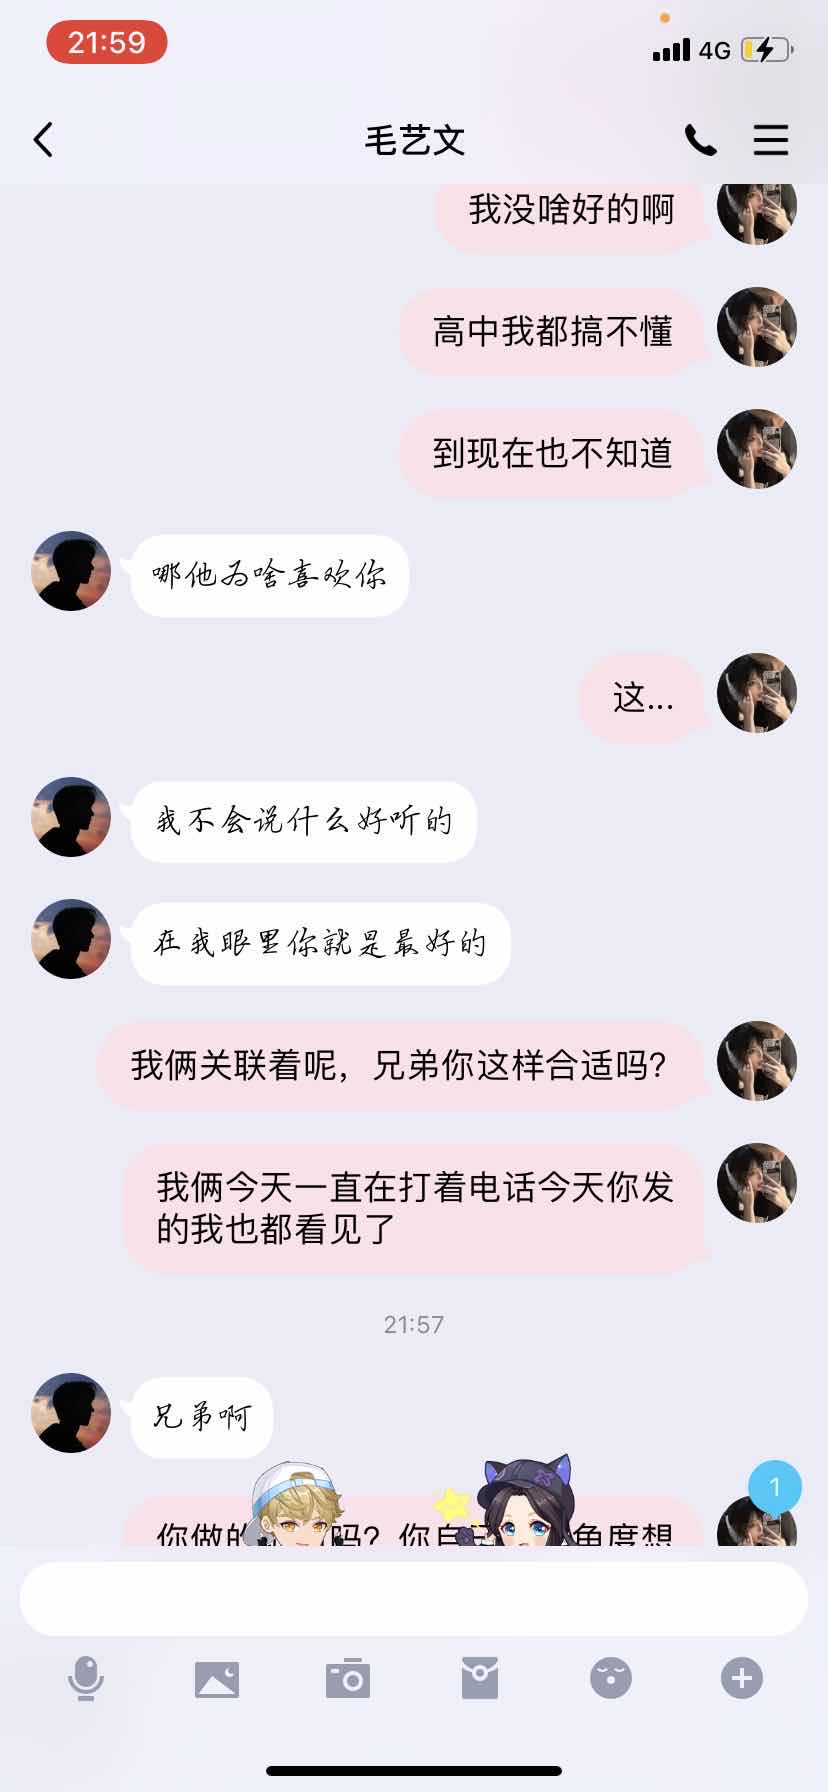 21:59
4G
毛艺文
我没啥好的啊
高中我都搞不懂
到现在也不知道
哪他为啥喜欢你
这...
我不会说什么好听的
在我眼里你就是最好的
我俩关联着呢，兄弟你这样合适吗?
我俩今天一直在打着电话今天你发
的我也都看见了
21:57
兄弟啊
1
你做的 吗? 你自 角度想